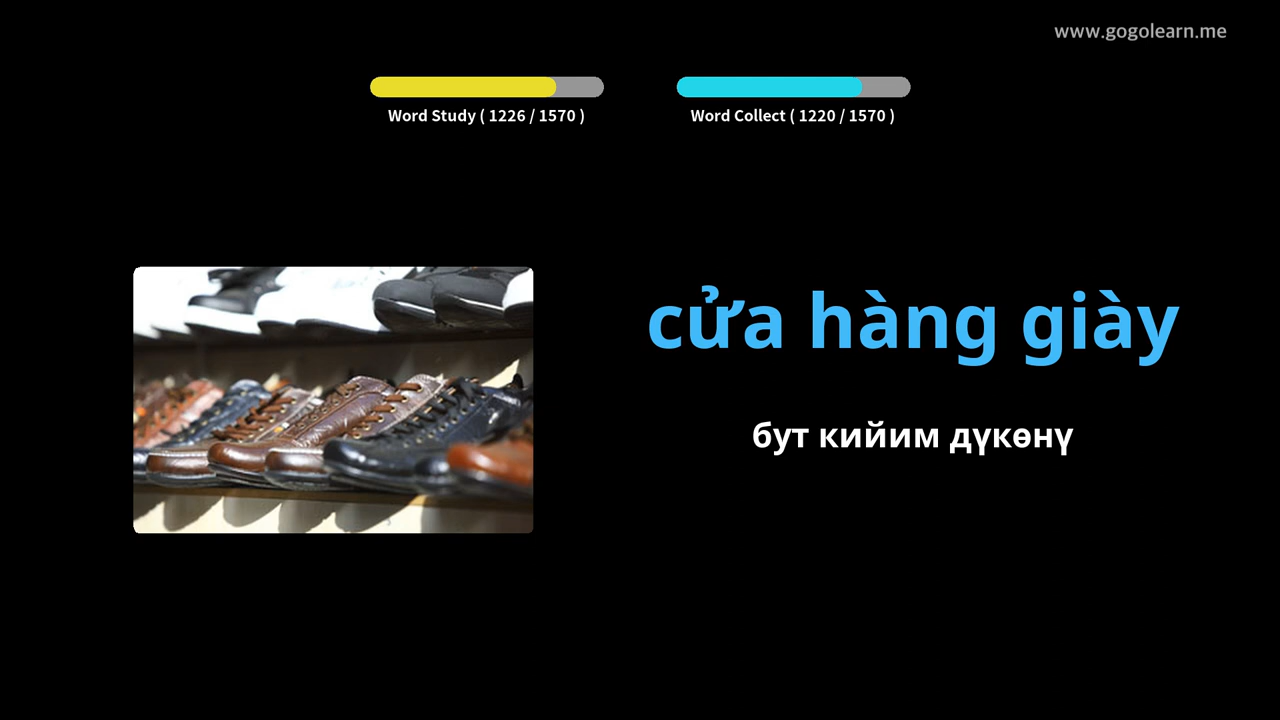 www.gogolearn.me
Word Study ( 1226 / 1570 )
Word Collect ( 1220 / 1570 )
cửa hàng giày
бут кийим дүкөнү